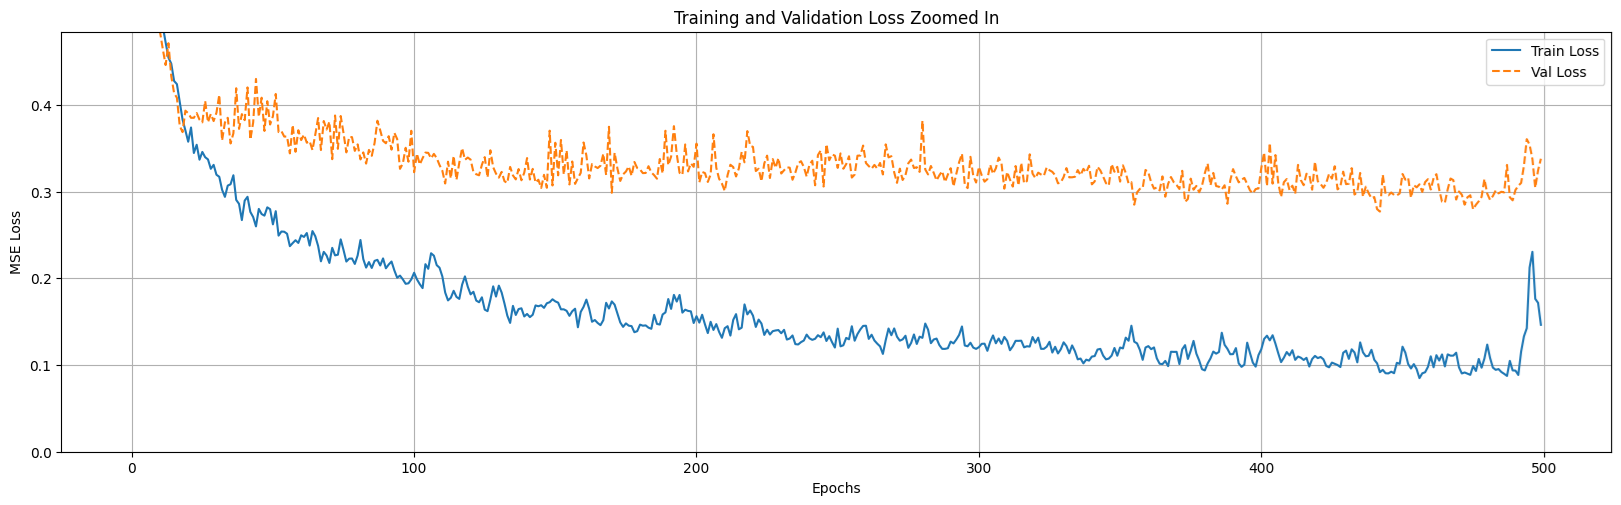 Training and Validation Loss Zoomed In
Train Loss
Val Loss
MSE Loss
0.4
0.3
0.2
0.1
0.0
0
100
200
300
400
500
Epochs